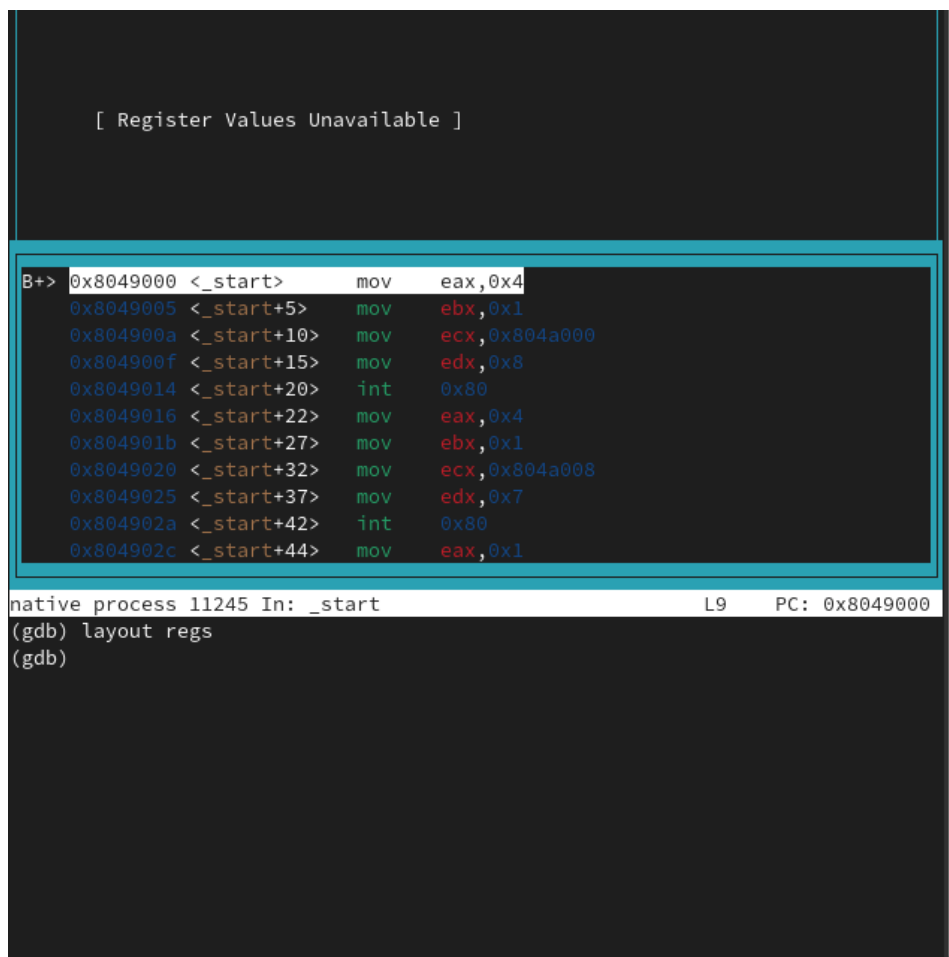 [ Register Values Unavailable ]
B+> 0x8049000 <_start> mov eax,0x4
0x8049005 <_start+5> mov ebx,0x1
0x804900a <_start+10> mov ecx,0x804a000
0x804900f <_start+15> mov edx,0x8
0x8049014 <_start+20> int 0x80
0x8049016 <_start+22> mov eax,0x4
0x804901b <_start+27> mov ebx,0x1
0x8049020 <_start+32> mov ecx,0x804a008
0x8049025 <_start+37> mov edx,0x7
0x804902a <_start+42> int 0x80
0x804902c <_start+44> mov eax,0x1
native process 11245 In: _start L9 PC: 0x8049000
(gdb) layout regs
(gdb)